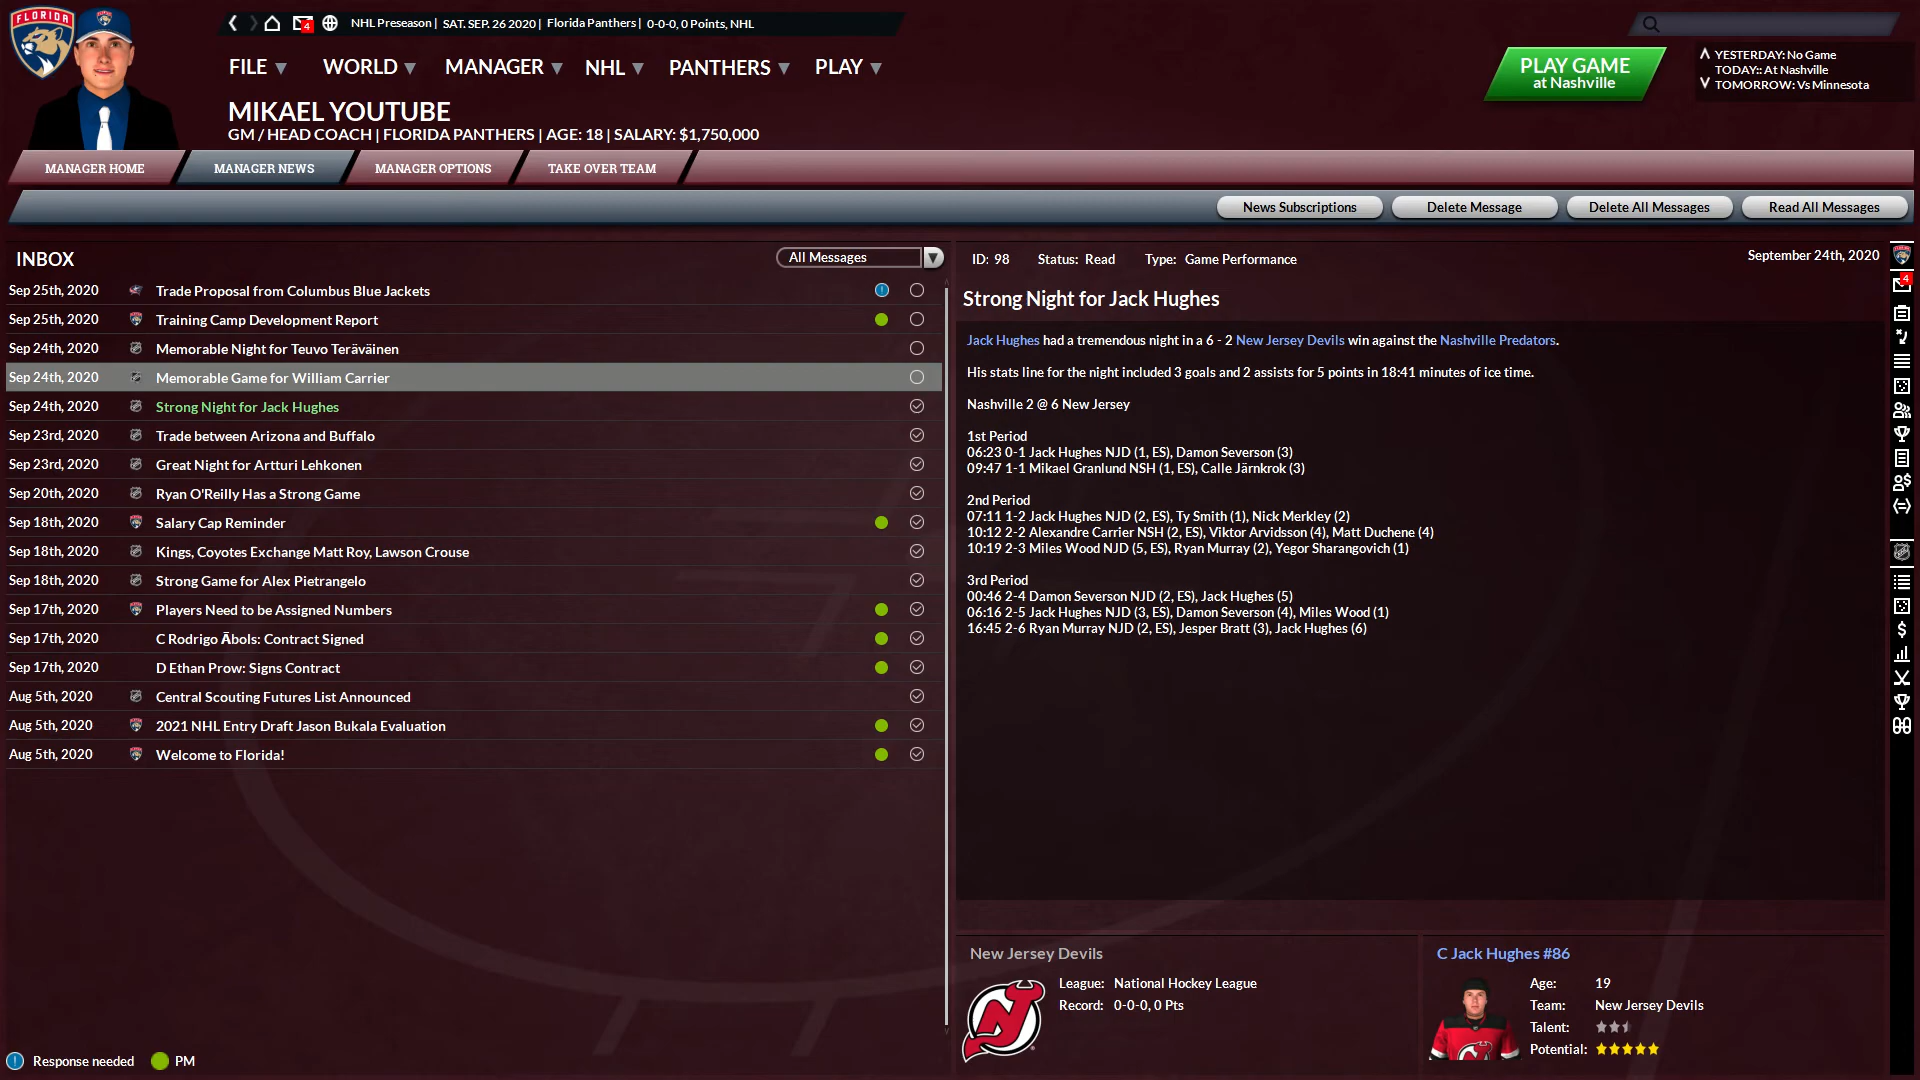 FLORIDA
4
NHL Preseason | SAT. SEP. 26 2020 | Florida Panthers | 0-0-0, 0 Points, NHL
FILE ▼ WORLD ▼ MANAGER ▼ NHL ▼ PANTHERS ▼ PLAY ▼
PLAY GAME
at Nashville
YESTERDAY: No Game
TODAY:: At Nashville
TOMORROW: Vs Minnesota
MIKAEL YOUTUBE
GM / HEAD COACH | FLORIDA PANTHERS | AGE: 18 | SALARY: $1,750,000
MANAGER HOME MANAGER NEWS MANAGER OPTIONS TAKE OVER TEAM
News Subscriptions Delete Message Delete All Messages Read All Messages
INBOX All Messages
Sep 25th, 2020 Trade Proposal from Columbus Blue Jackets
Sep 25th, 2020 Training Camp Development Report
Sep 24th, 2020 Memorable Night for Teuvo Teräväinen
Sep 24th, 2020 Memorable Game for William Carrier
Sep 24th, 2020 Strong Night for Jack Hughes
Sep 23rd, 2020 Trade between Arizona and Buffalo
Sep 23rd, 2020 Great Night for Artturi Lehkonen
Sep 20th, 2020 Ryan O'Reilly Has a Strong Game
Sep 18th, 2020 Salary Cap Reminder
Sep 18th, 2020 Kings, Coyotes Exchange Matt Roy, Lawson Crouse
Sep 18th, 2020 Strong Game for Alex Pietrangelo
Sep 17th, 2020 Players Need to be Assigned Numbers
Sep 17th, 2020 C Rodrigo Ābols: Contract Signed
Sep 17th, 2020 D Ethan Prow: Signs Contract
Aug 5th, 2020 Central Scouting Futures List Announced
Aug 5th, 2020 2021 NHL Entry Draft Jason Bukala Evaluation
Aug 5th, 2020 Welcome to Florida!
! Response needed PM
ID: 98 Status: Read Type: Game Performance September 24th, 2020
4
Strong Night for Jack Hughes
Jack Hughes had a tremendous night in a 6 - 2 New Jersey Devils win against the Nashville Predators.
His stats line for the night included 3 goals and 2 assists for 5 points in 18:41 minutes of ice time.
Nashville 2 @ 6 New Jersey
1st Period
06:23 0-1 Jack Hughes NJD (1, ES), Damon Severson (3)
09:47 1-1 Mikael Granlund NSH (1, ES), Calle Järnkrok (3)
2nd Period
07:11 1-2 Jack Hughes NJD (2, ES), Ty Smith (1), Nick Merkley (2)
10:12 2-2 Alexandre Carrier NSH (2, ES), Viktor Arvidsson (4), Matt Duchene (4)
10:19 2-3 Miles Wood NJD (5, ES), Ryan Murray (2), Yegor Sharangovich (1)
3rd Period
00:46 2-4 Damon Severson NJD (2, ES), Jack Hughes (5)
06:16 2-5 Jack Hughes NJD (3, ES), Damon Severson (4), Miles Wood (1)
16:45 2-6 Ryan Murray NJD (2, ES), Jesper Bratt (3), Jack Hughes (6)
New Jersey Devils
League: National Hockey League
Record: 0-0-0, 0 Pts
C Jack Hughes #86
Age: 19
Team: New Jersey Devils
Talent:
Potential: